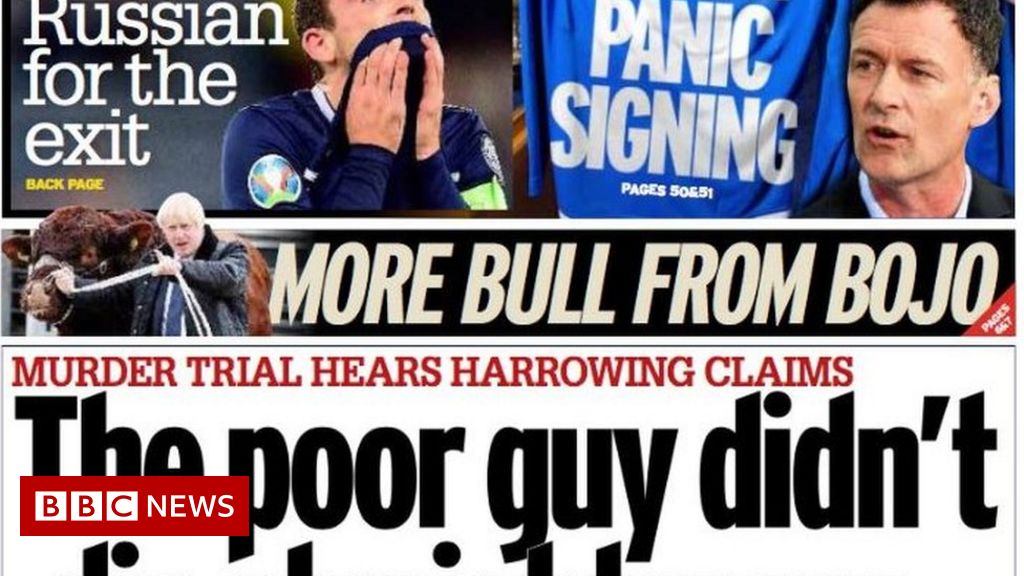 Russian
for the
exit
BACK PAGE
PANIC
SIGNING
PAGES 50&51
MORE BULL FROM BOJO
PAGES
6&7
MURDER TRIAL HEARS HARROWING CLAIMS
The poor guy didn't
BBC NEWS